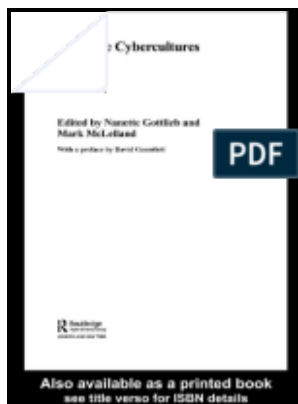 Cybercultures
Edited by Nanette Gottlieb and
Mark McLelland
With a preface by David Gauntlett
PDF
Routledge
Also available as a printed book
see title verso for ISBN details